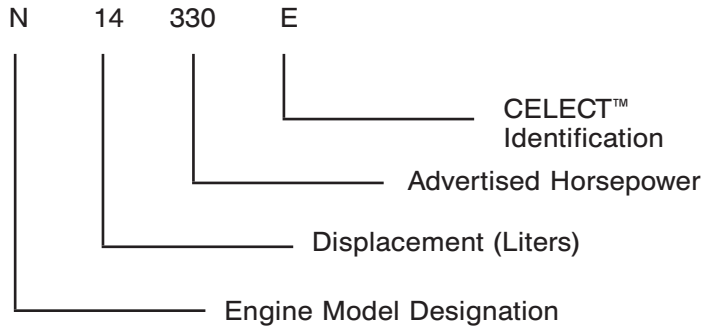 N 14 330 E
CELECT™
Identification
Advertised Horsepower
Displacement (Liters)
Engine Model Designation